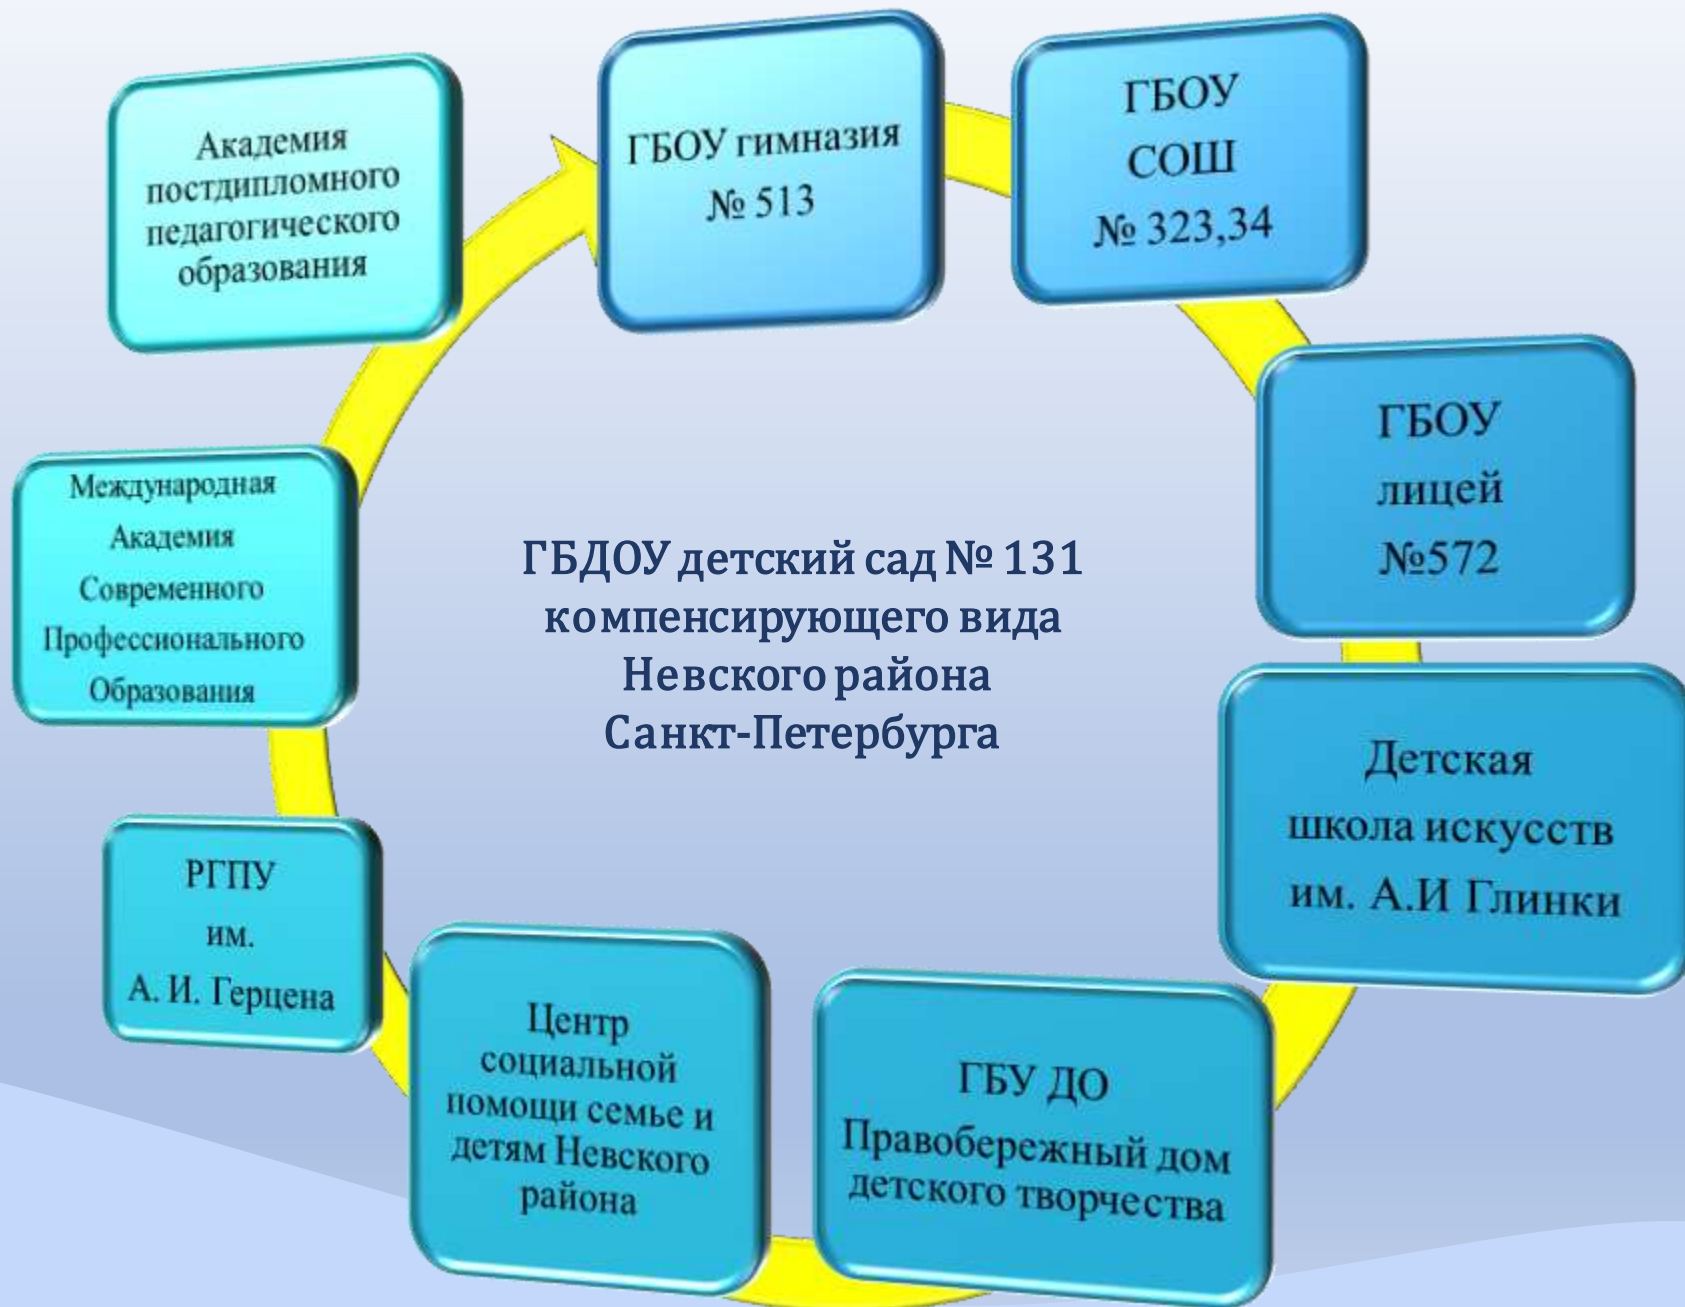 ГБОУ гимназия
№ 513
ГБОУ
СОШ
№ 323,34
ГБОУ
лицей
№572
Детская
школа искусств
им. А.И Глинки
ГБУ ДО
Правобережный дом
детского творчества
Центр
социальной
помощи семье и
детям Невского
района
РГПУ
им.
А. И. Герцена
Международная
Академия
Современного
Профессионального
Образования
Академия
постдипломного
педагогического
образования
ГБДОУ детский сад № 131
компенсирующего вида
Невского района
Санкт-Петербурга